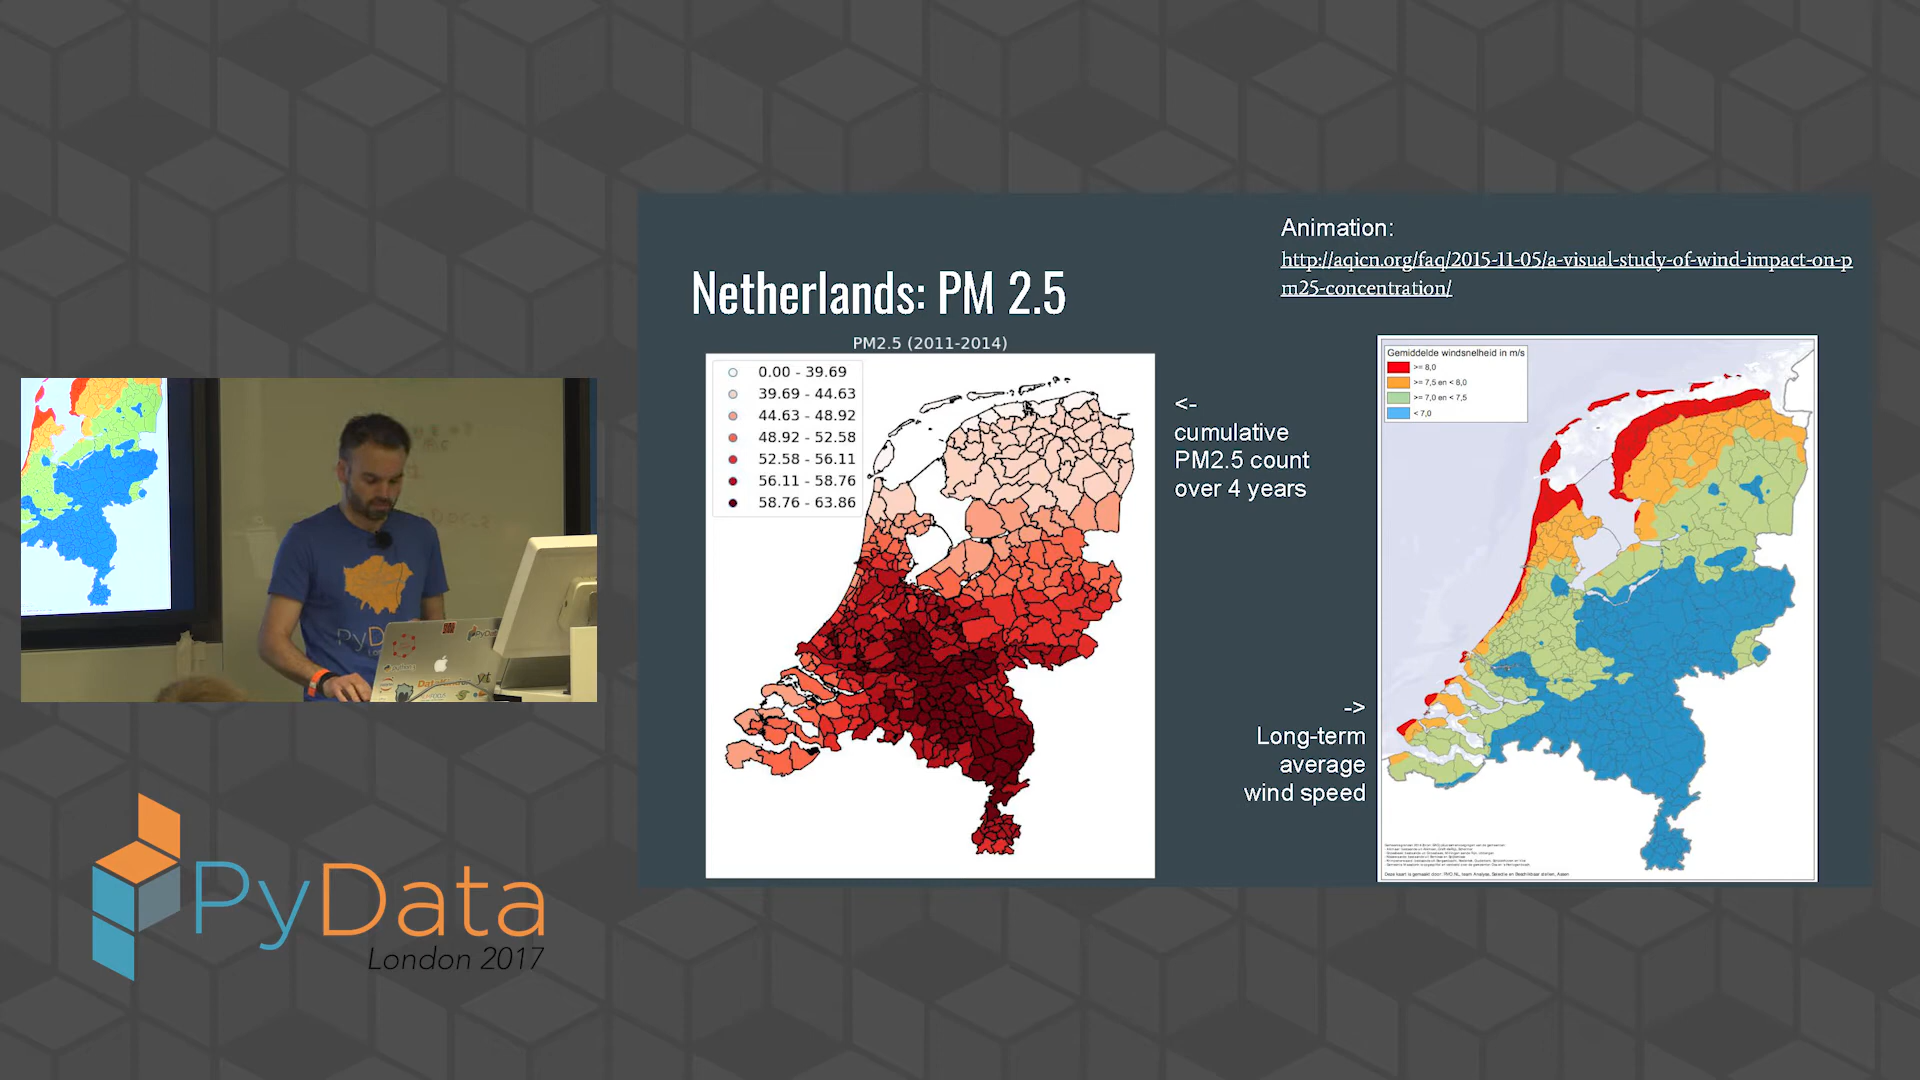 Animation:
http://aqicn.org/faq/2015-11-05/a-visual-study-of-wind-impact-on-p
m25-concentration/
Netherlands: PM 2.5
PM2.5 (2011-2014)
0.00 - 39.69
39.69 - 44.63
44.63 - 48.92
48.92 - 52.58
52.58 - 56.11
56.11 - 58.76
58.76 - 63.86
<-
cumulative
PM2.5 count
over 4 years
->
Long-term
average
wind speed
Gemiddelde windsnelheid in m/s
>= 8,0
>= 7,5 en < 8,0
>= 7,0 en < 7,5
< 7,0
PyData
London 2017